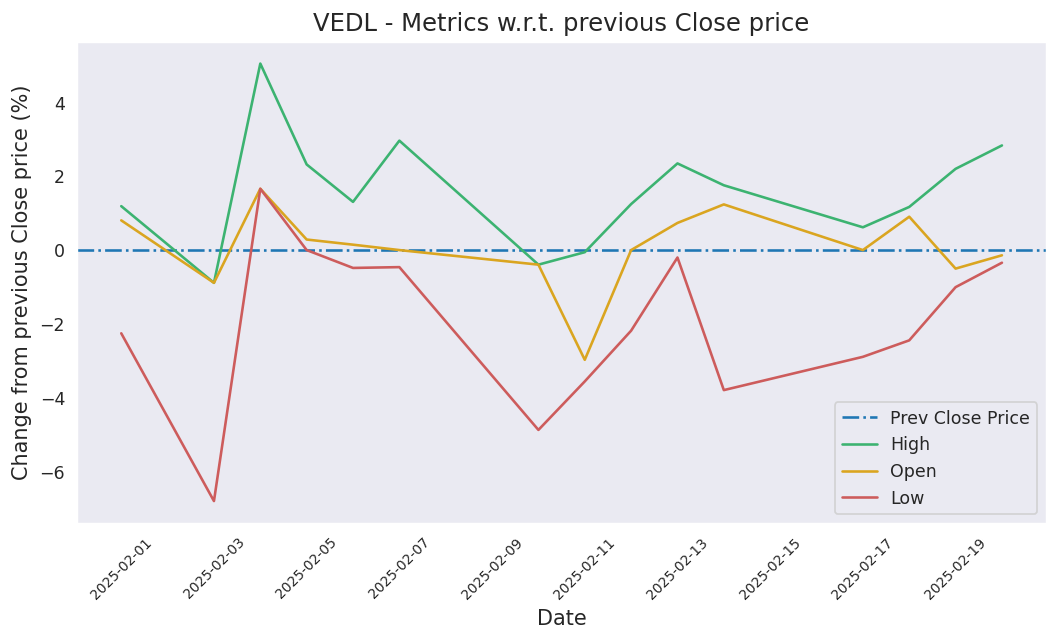 VEDL - Metrics w.r.t. previous Close price
Change from previous Close price (%)
4
2
0
−2
−4
−6
Prev Close Price
High
Open
Low
2025-02-01
2025-02-03
2025-02-05
2025-02-07
2025-02-09
2025-02-11
2025-02-13
2025-02-15
2025-02-17
2025-02-19
Date